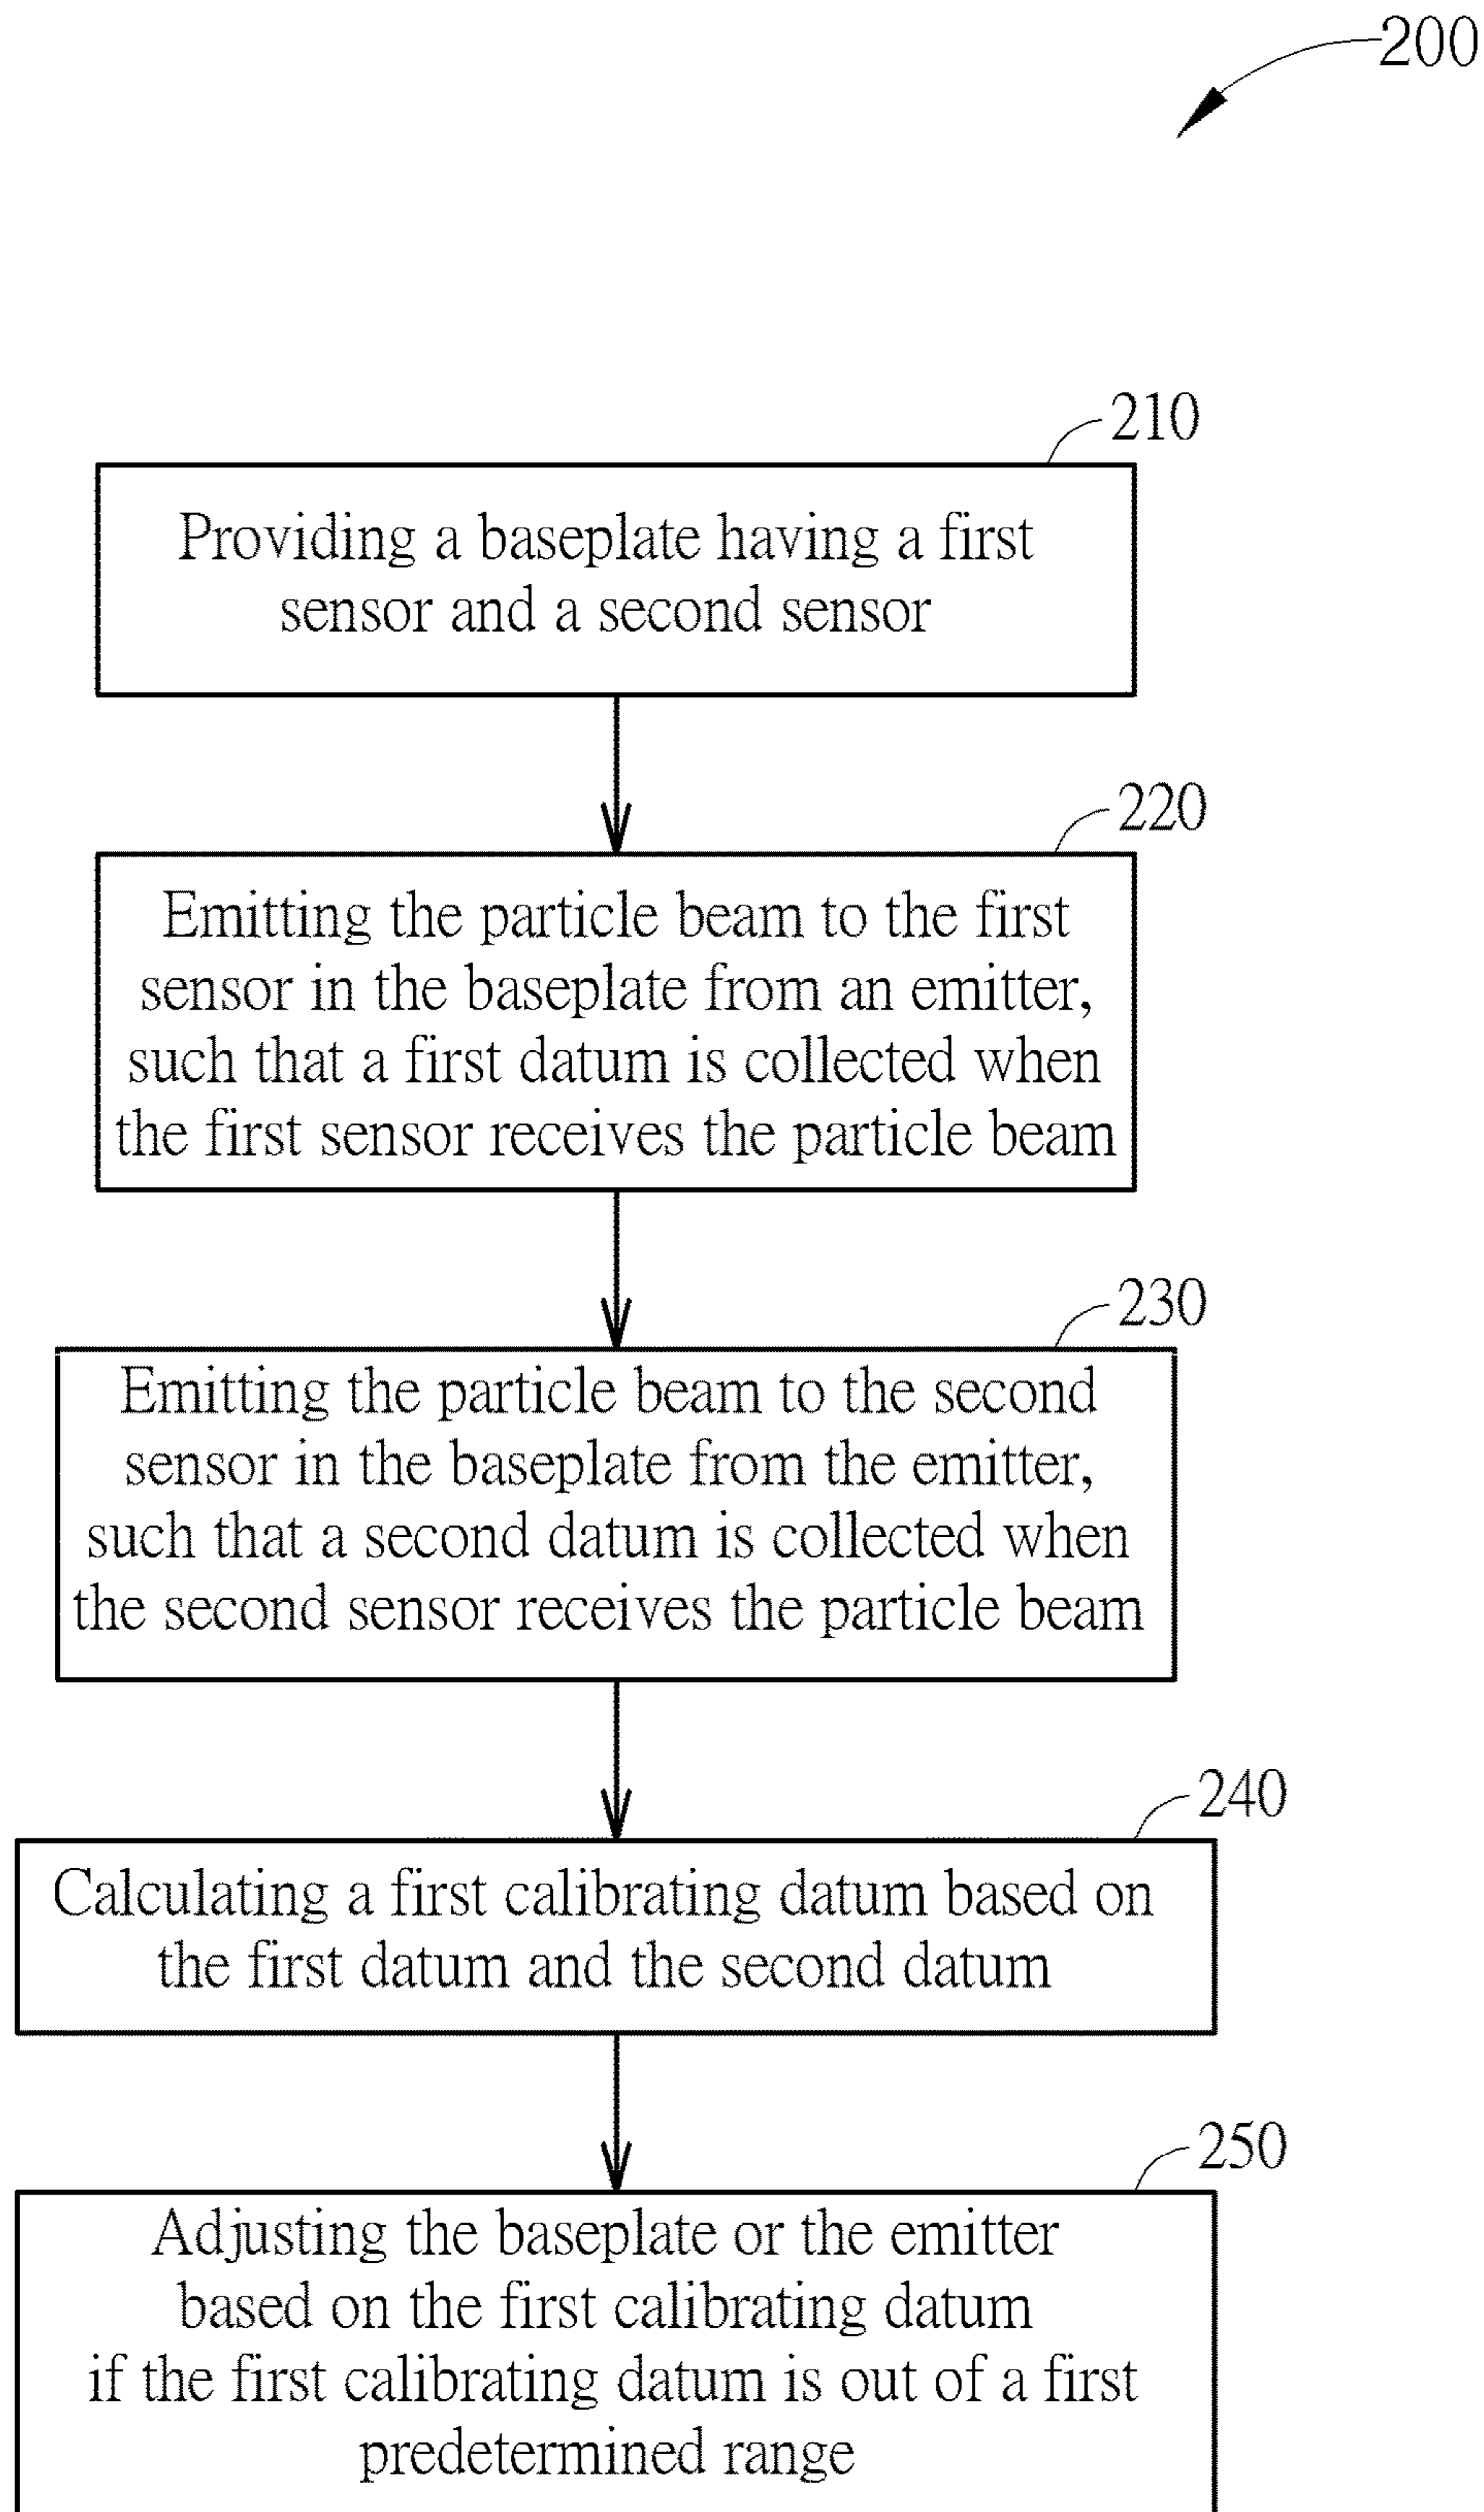 200
210
Providing a baseplate having a first
sensor and a second sensor
220
Emitting the particle beam to the first
sensor in the baseplate from an emitter,
such that a first datum is collected when
the first sensor receives the particle beam
230
Emitting the particle beam to the second
sensor in the baseplate from the emitter,
such that a second datum is collected when
the second sensor receives the particle beam
240
Calculating a first calibrating datum based on
the first datum and the second datum
250
Adjusting the baseplate or the emitter
based on the first calibrating datum
if the first calibrating datum is out of a first
predetermined range